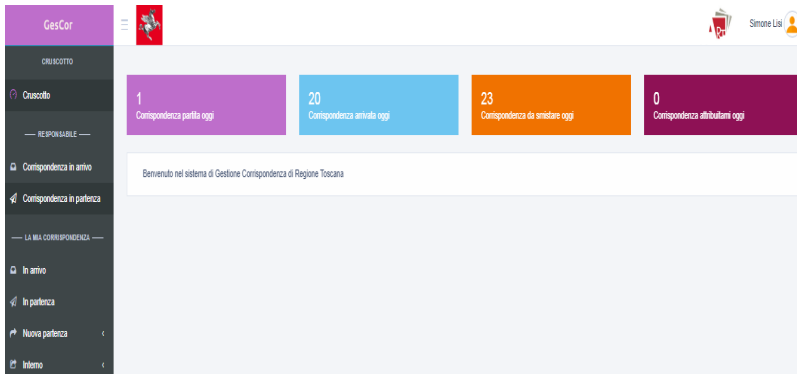 GesCor
Simone Lisi
CRUSCOTTO
Cruscotto
RESPONSABILE
Corrispondenza in arrivo
Corrispondenza in partenza
LA MIA CORRISPONDENZA
In arrivo
In partenza
Nuova partenza
Interno
1
Corrispondenza partita oggi
20
Corrispondenza arrivata oggi
23
Corrispondenza da smistare oggi
0
Corrispondenza attribuitami oggi
Benvenuto nel sistema di Gestione Corrispondenza di Regione Toscana